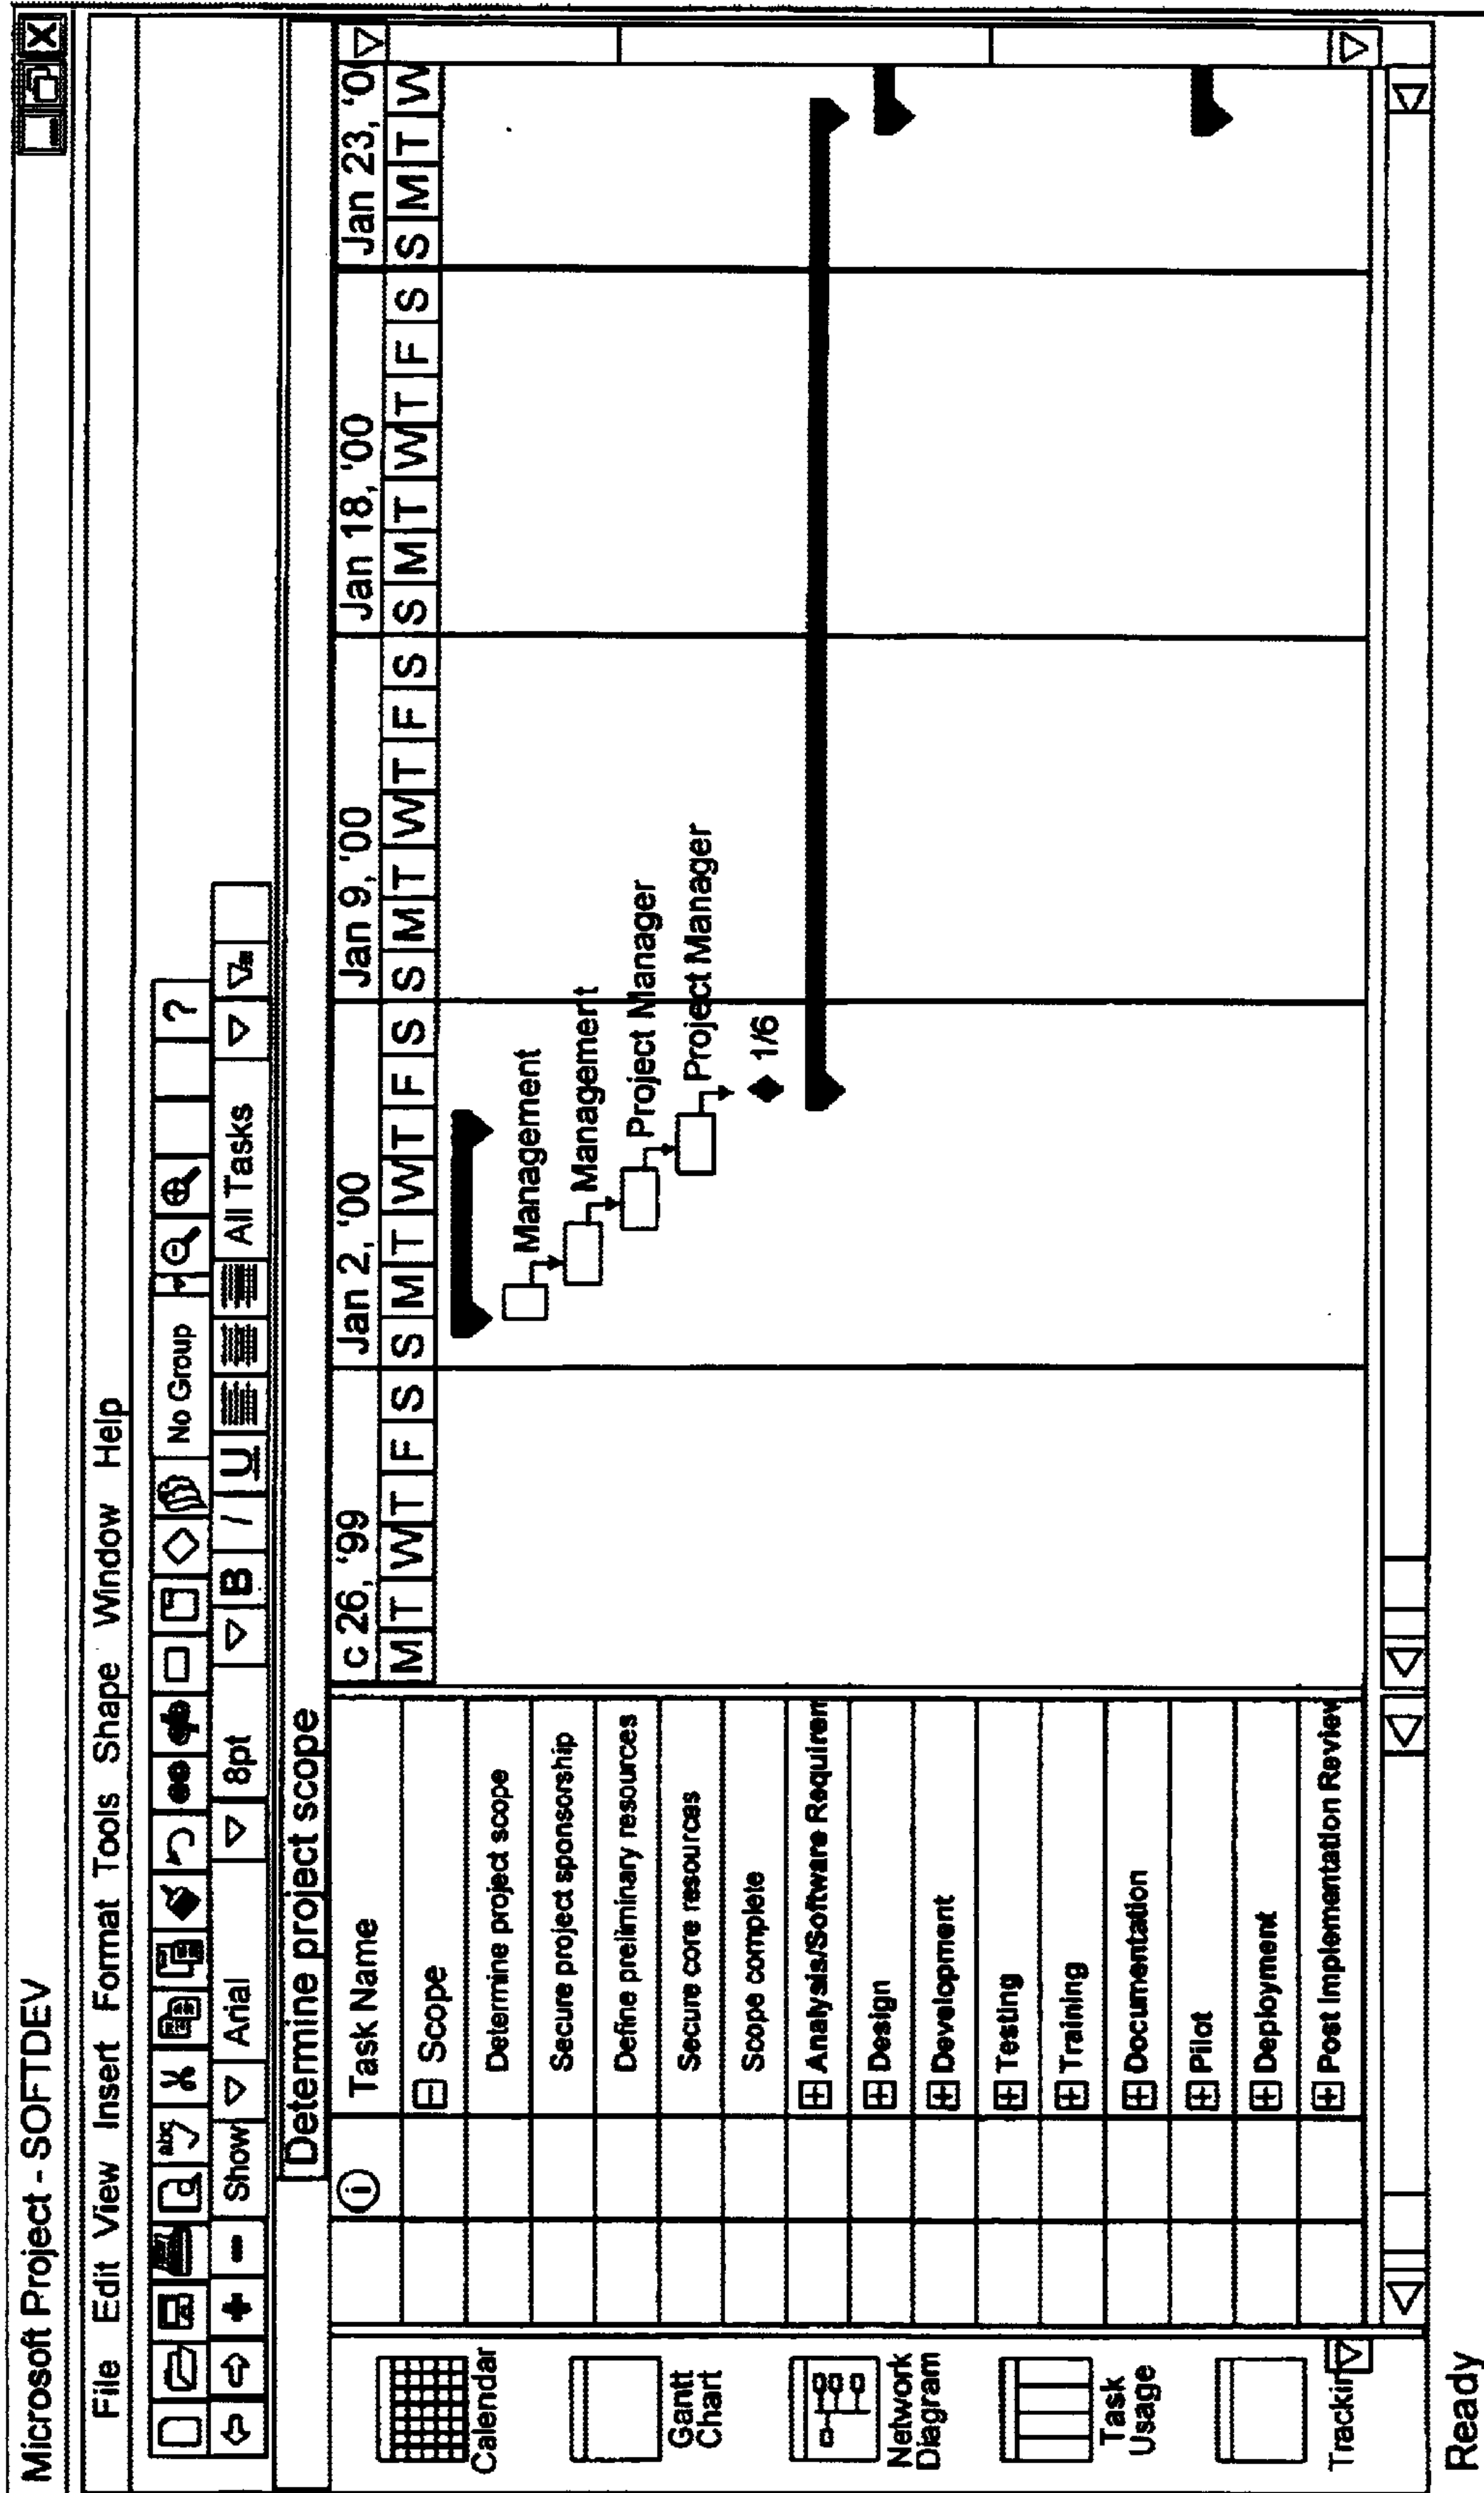 Microsoft Project - SOFTDEV
X
File Edit View Insert Format Tools Shape Window Help
abc No Group ?
Show Arial 8pt B / U All Tasks
Determine project scope
i Task Name
c 26, '99 Jan 2, '00 Jan 9, '00 Jan 18, '00 Jan 23, '0
M T W T F S S M T W T F S S M T W T F S S M T W T F S S M T W
Scope
Determine project scope Management
Secure project sponsorship Management
Define preliminary resources Project Manager
Secure core resources Project Manager
Scope complete 1/6
Analysis/Software Requirem
Design
Development
Testing
Training
Documentation
Pilot
Deployment
Post Implementation Review
Calendar
Gantt
Chart
Network
Diagram
Task
Usage
Trackin
Ready